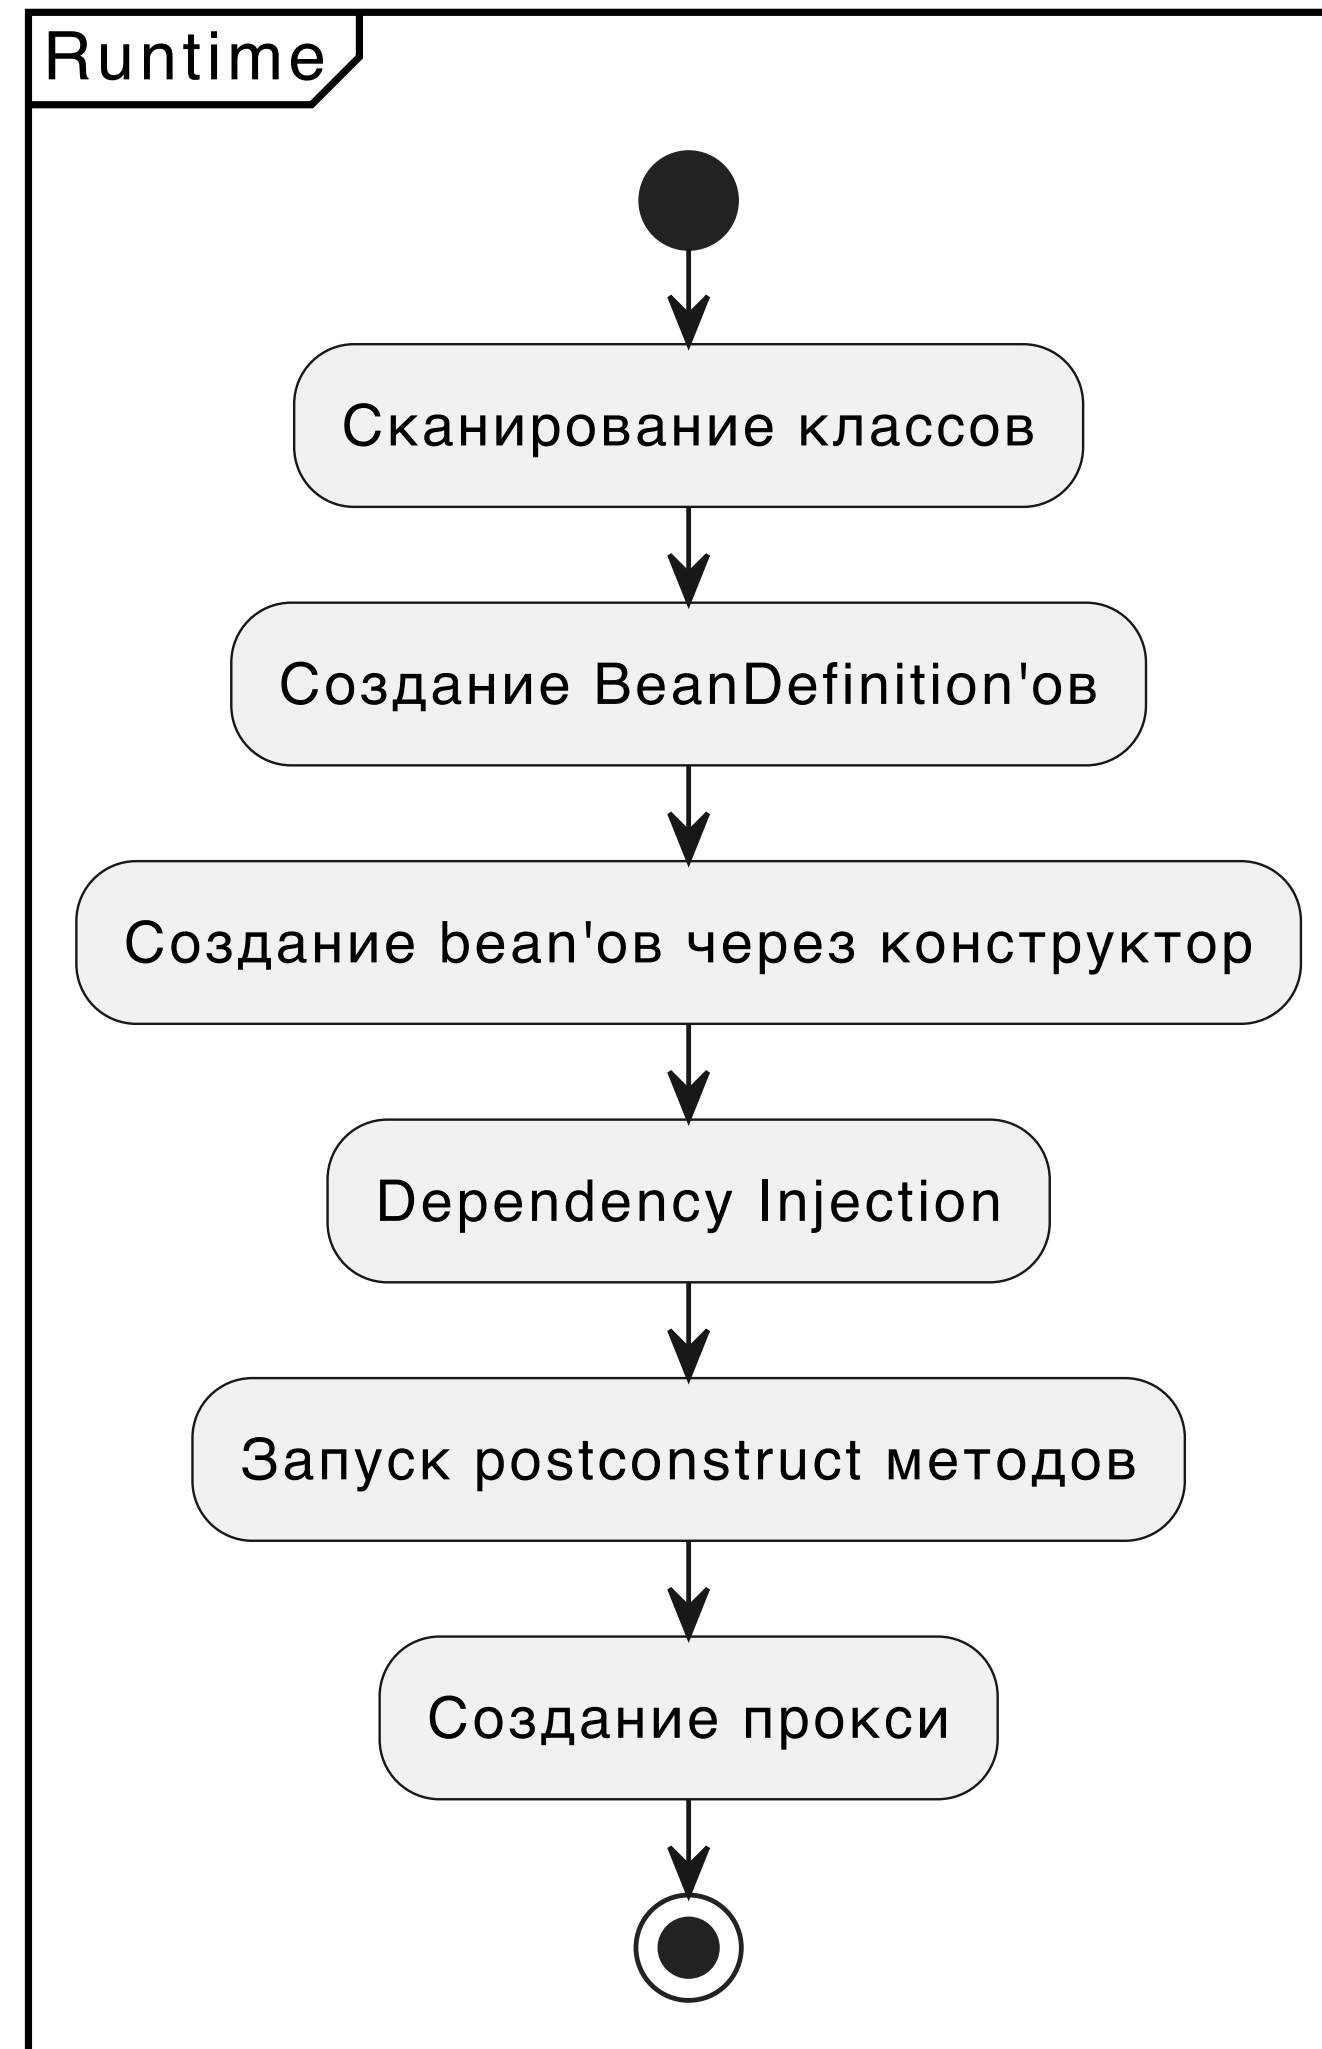 Runtime
Сканирование классов
Создание BeanDefinition'ов
Создание bean'ов через конструктор
Dependency Injection
Запуск postconstruct методов
Создание прокси